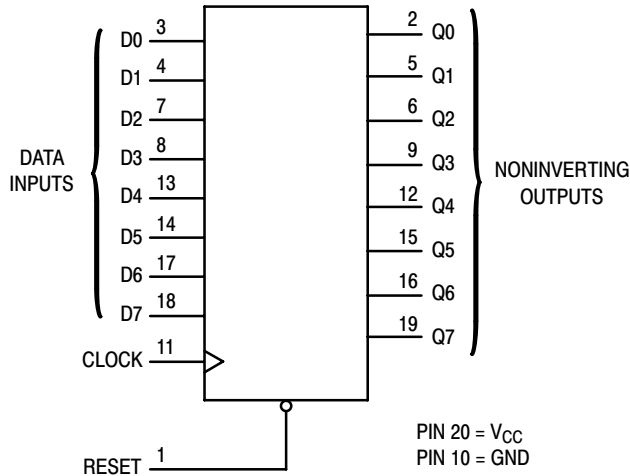 D0 3
D1 4
D2 7
D3 8
D4 13
D5 14
D6 17
D7 18
DATA
INPUTS
CLOCK 11
RESET 1
2 Q0
5 Q1
6 Q2
9 Q3
12 Q4
15 Q5
16 Q6
19 Q7
NONINVERTING
OUTPUTS
PIN 20 = VCC
PIN 10 = GND